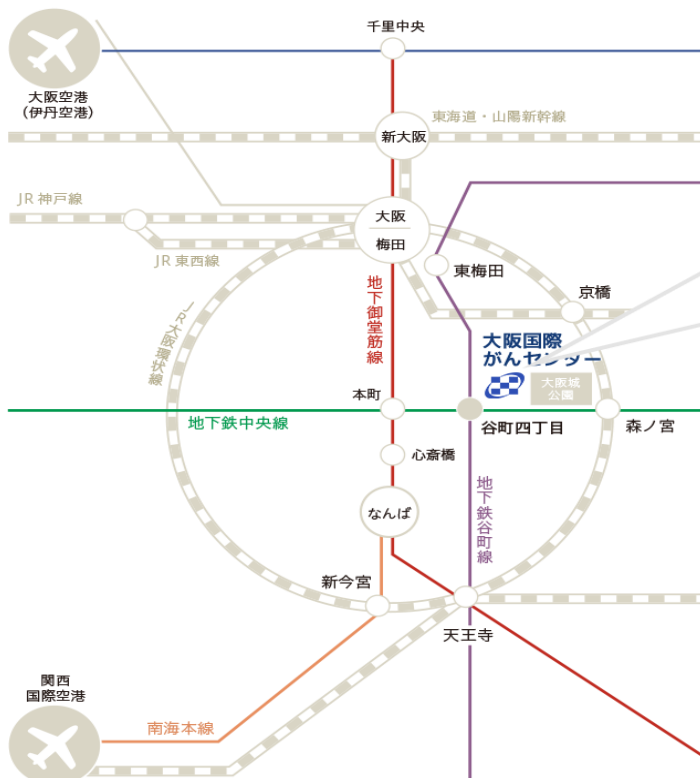 千里中央
大阪空港
(伊丹空港)
東海道・山陽新幹線
新大阪
JR 神戸線
大阪
梅田
JR 東西線
東梅田
地下御堂筋線
京橋
JR大阪環状線
大阪国際
がんセンター
大阪城
公園
本町
地下鉄中央線
谷町四丁目
森ノ宮
心斎橋
地下鉄谷町線
なんば
新今宮
天王寺
関西
国際空港
南海本線